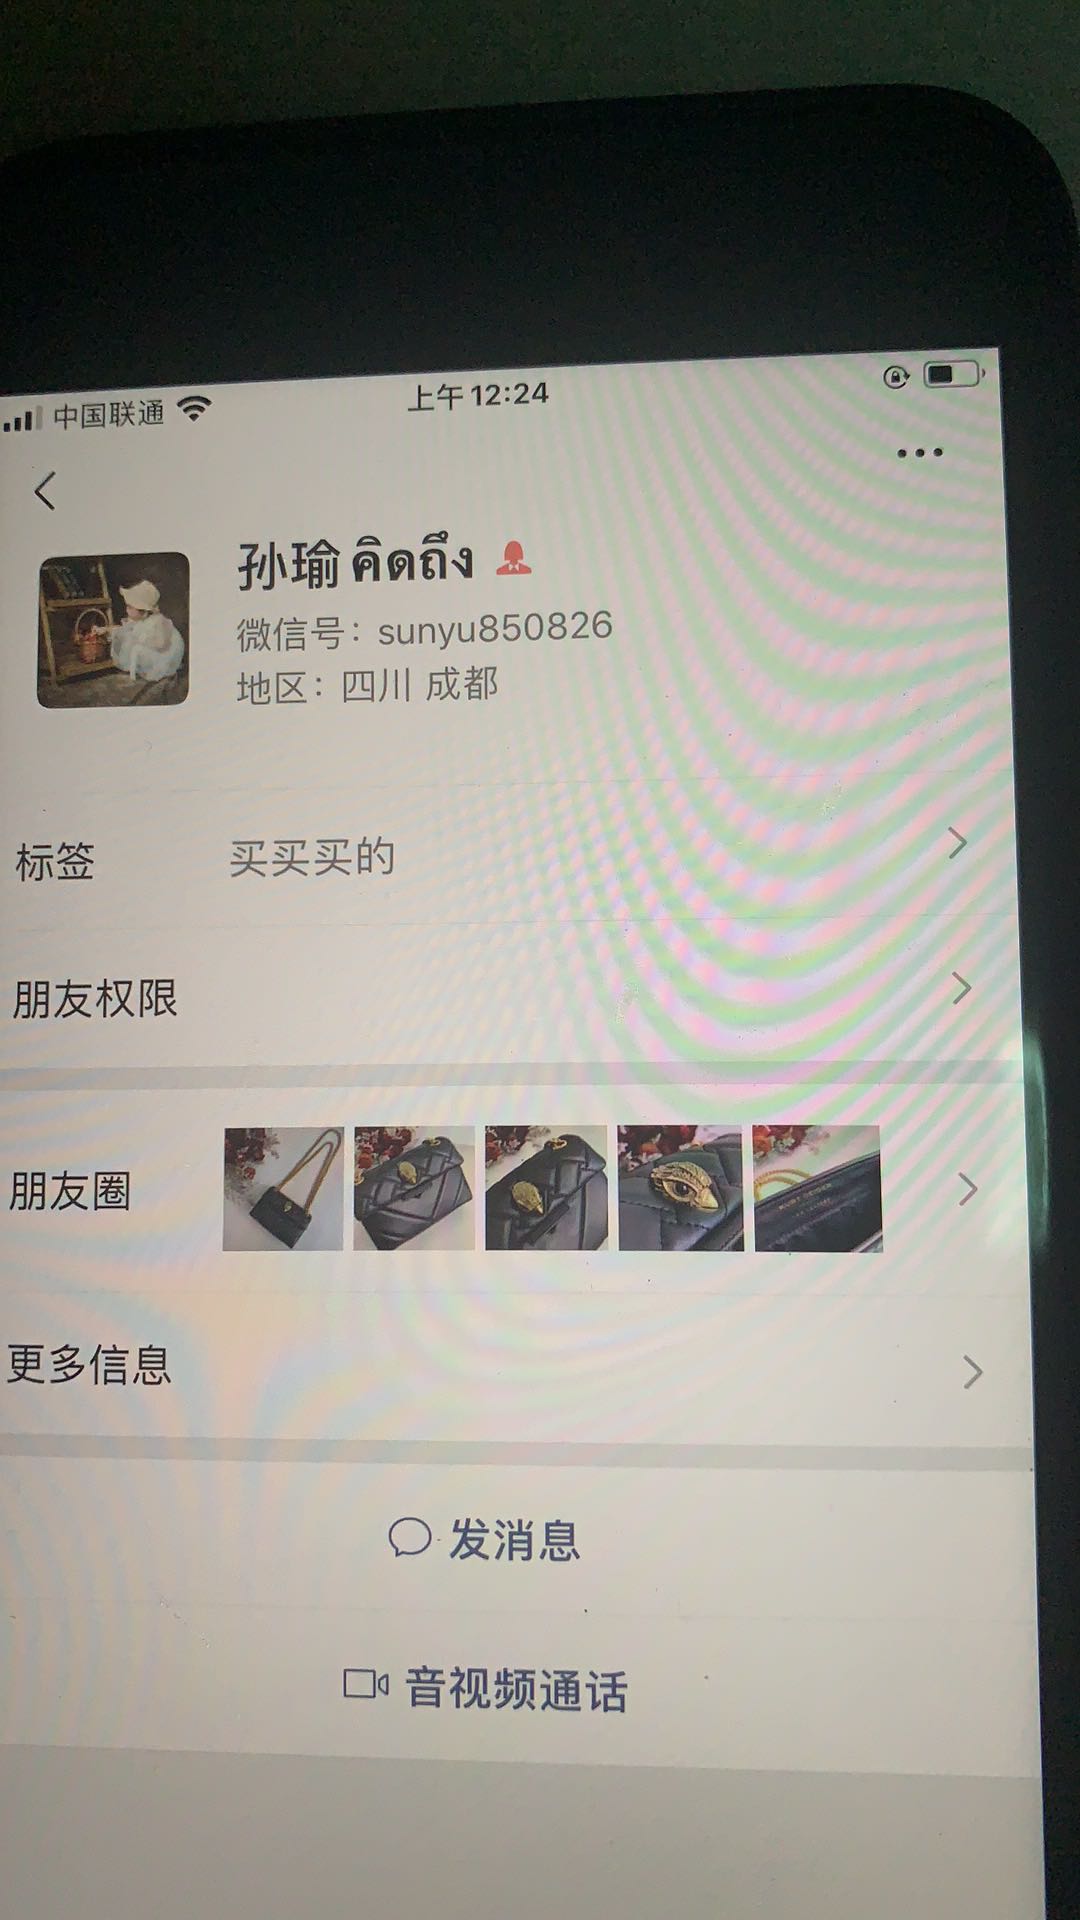 中国联通
上午12:24
孙瑜 คิดถึง
微信号：sunyu850826
地区：四川 成都
标签 买买买的
朋友权限
朋友圈
KURT GEIGER
更多信息
发消息
音视频通话